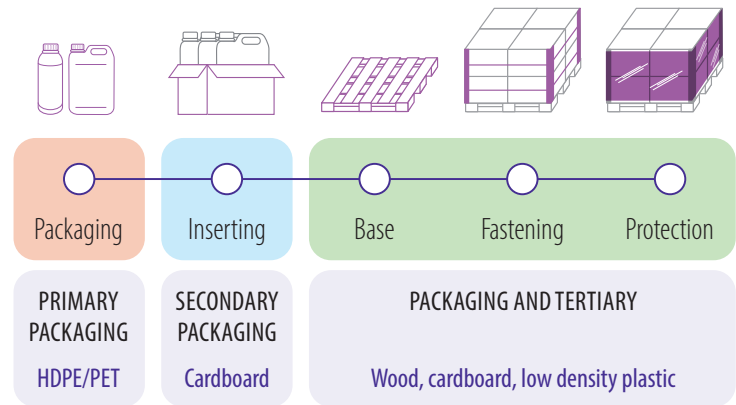 Packaging
Inserting
Base
Fastening
Protection
PRIMARY
PACKAGING
HDPE/PET
SECONDARY
PACKAGING
Cardboard
PACKAGING AND TERTIARY
Wood, cardboard, low density plastic